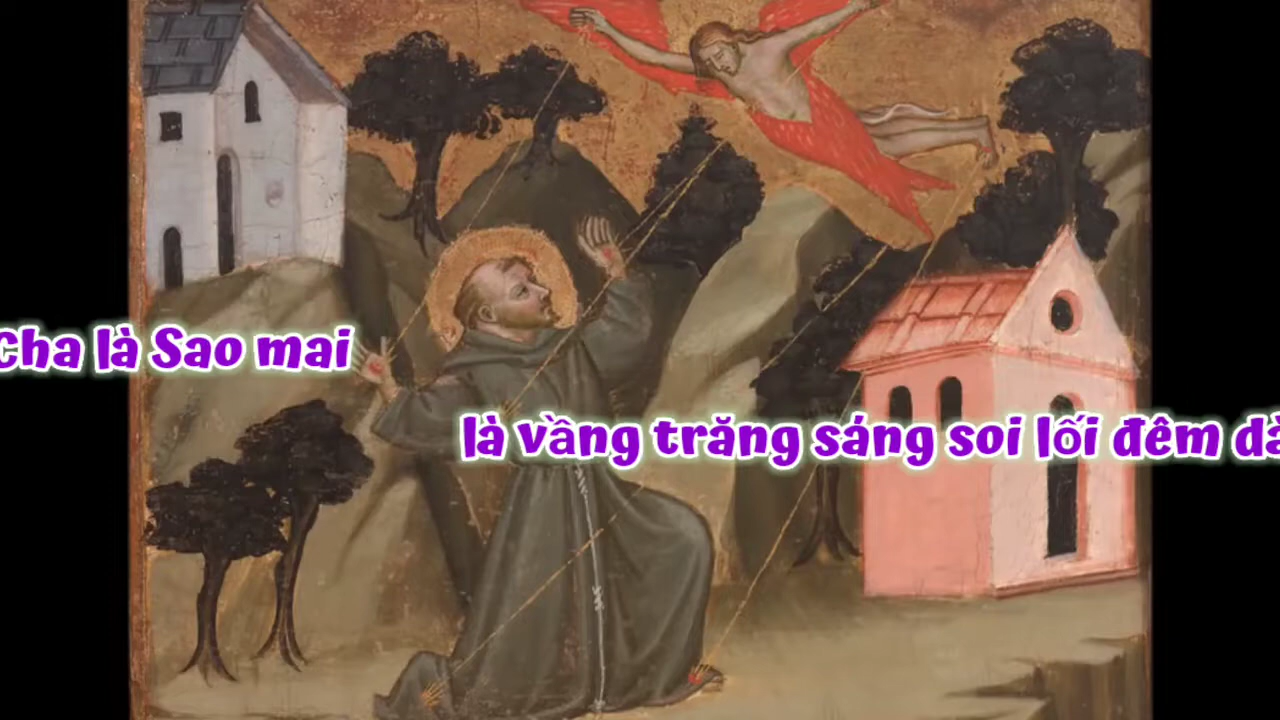 Cha là Sao mai
là vầng trăng sáng soi lối đêm